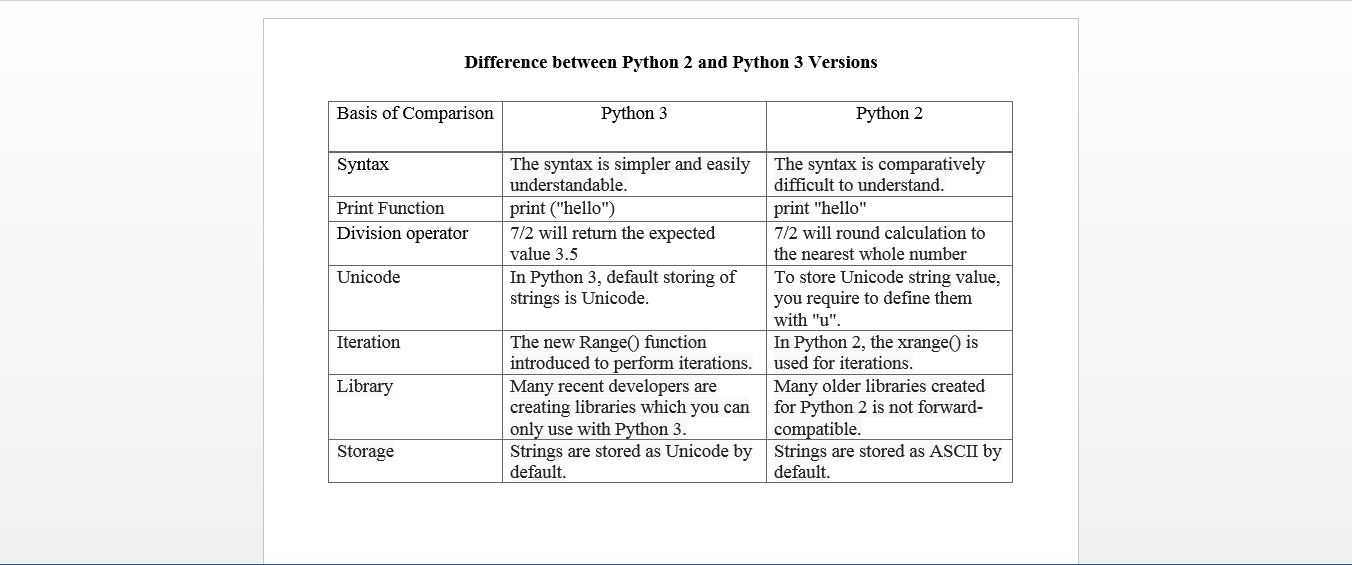 Difference between Python 2 and Python 3 Versions
Basis of Comparison Python 3 Python 2
Syntax The syntax is simpler and easily The syntax is comparatively
understandable. difficult to understand.
Print Function print ("hello") print "hello"
Division operator 7/2 will return the expected 7/2 will round calculation to
value 3.5 the nearest whole number
Unicode In Python 3, default storing of To store Unicode string value,
strings is Unicode. you require to define them
with "u".
Iteration The new Range() function In Python 2, the xrange() is
introduced to perform iterations. used for iterations.
Library Many recent developers are Many older libraries created
creating libraries which you can for Python 2 is not forward-
only use with Python 3. compatible.
Storage Strings are stored as Unicode by Strings are stored as ASCII by
default. default.